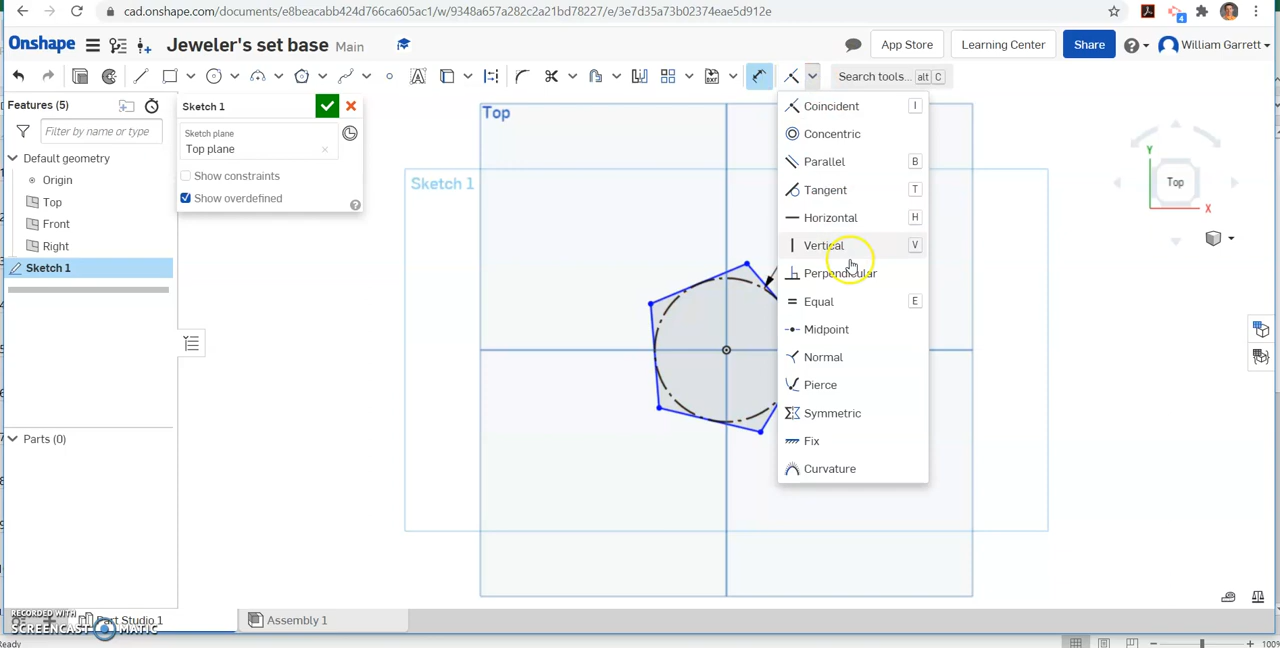 cad.onshape.com/documents/e8beacabb424d766ca605ac1/w/9348a657a282c2a21bd78227/e/3e7d35a73b02374eae5d912e
4
Onshape
Jeweler's set base Main
App Store
Learning Center
Share
William Garrett
Search tools... alt C
Features (5)
Filter by name or type
Default geometry
Origin
Top
Front
Right
Sketch 1
Parts (0)
Sketch 1
Sketch plane
Top plane
Show constraints
Show overdefined
Top
Sketch 1
Coincident I
Concentric
Parallel B
Tangent T
Horizontal H
Vertical V
Perpendicular
Equal E
Midpoint
Normal
Pierce
Symmetric
Fix
Curvature
Y
Top
X
RECORDED WITH
SCREENCAST MATIC
Part Studio 1
Assembly 1
Ready
100%